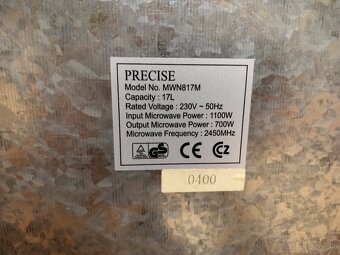 PRECISE
Model No. MWN817M
Capacity : 17L
Rated Voltage : 230V ~ 50Hz
Input Microwave Power : 1100W
Output Microwave Power : 700W
Microwave Frequency : 2450MHz
CE
0400